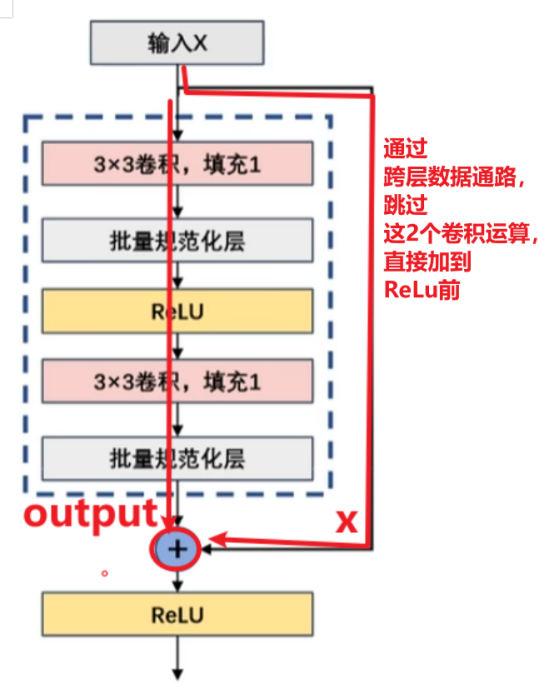 输入X
3×3卷积，填充1
批量规范化层
ReLU
3×3卷积，填充1
批量规范化层
output
x
+
。
ReLU
通过
跨层数据通路，
跳过
这2个卷积运算，
直接加到
ReLu前